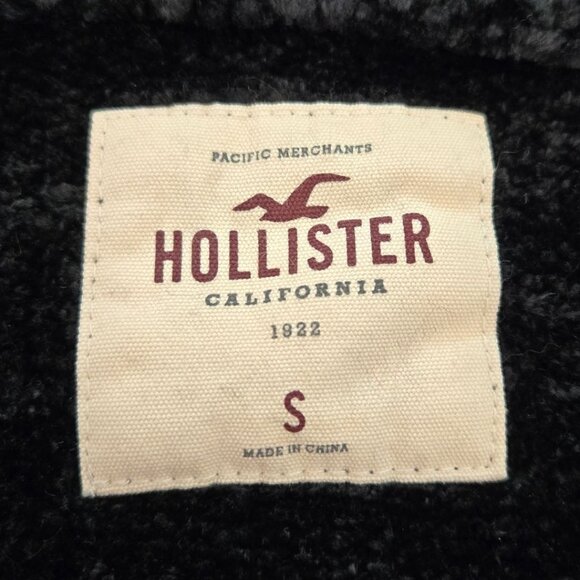 PACIFIC MERCHANTS
HOLLISTER
CALIFORNIA
1922
S
MADE IN CHINA